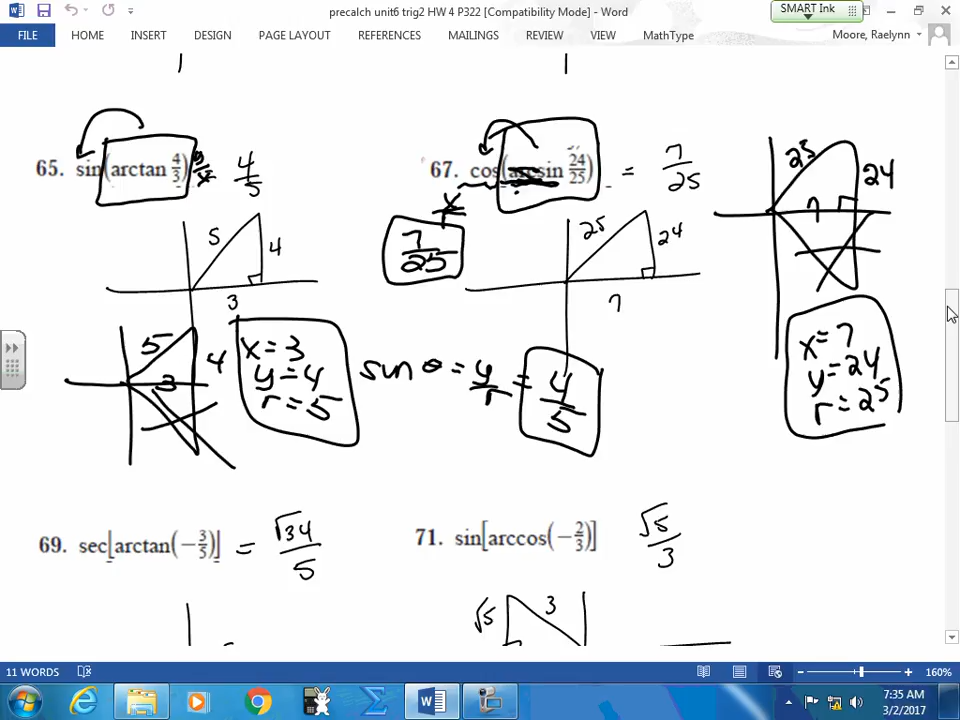 precalch unit6 trig2 HW 4 P322 [Compatibility Mode] - Word
SMART Ink
FILE HOME INSERT DESIGN PAGE LAYOUT REFERENCES MAILINGS REVIEW VIEW MathType Moore, Raelynn
65. sin(arctan 4/3) = 4/5
67. cos(arcsin 24/25) = 7/25
25
24
7
y/r
x/r
7/25
5
4
3
25
24
7
5
4
3
x=3
y=4
r=5
sin θ = y/r = 4/5
x=7
y=24
r=25
69. sec[arctan(-3/5)] = √34/5
71. sin[arccos(-2/3)] √5/3
√5
3
11 WORDS
160%
7:35 AM
3/2/2017